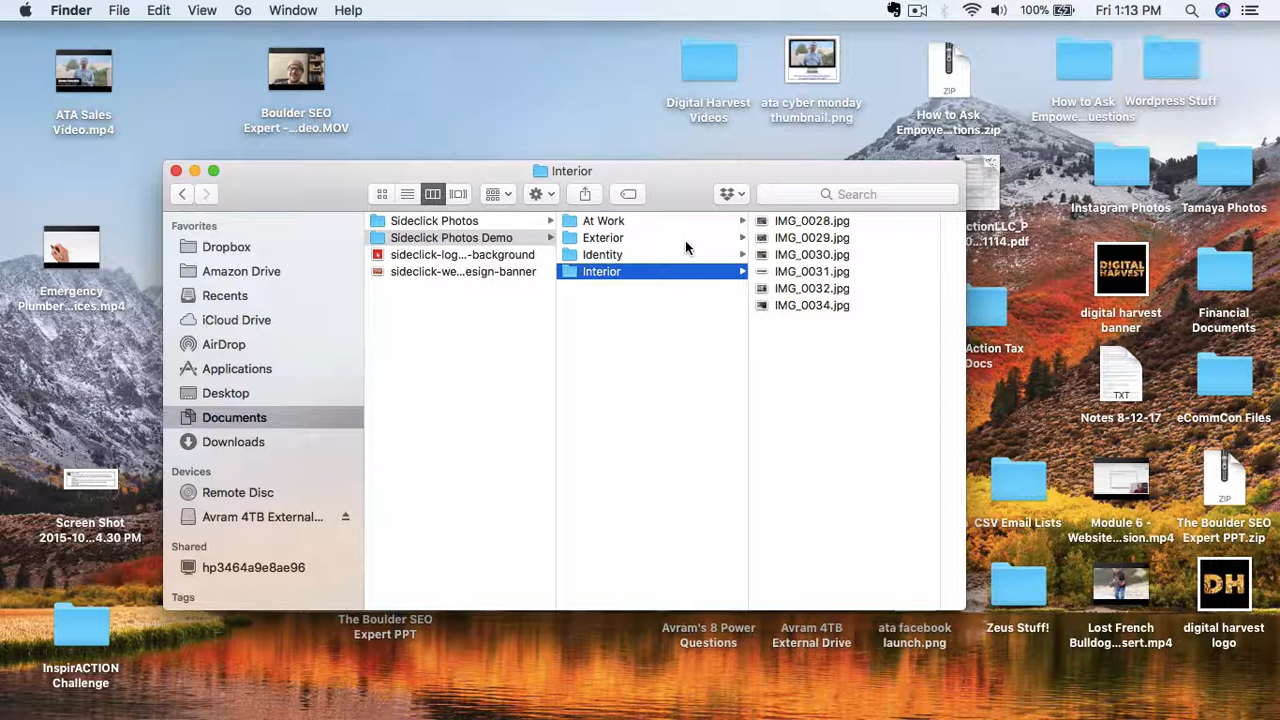 Finder File Edit View Go Window Help 100% Fri 1:13 PM
ATA Sales
Video.mp4
Boulder SEO
Expert -...deo.MOV
Digital Harvest
Videos
ata cyber monday
thumbnail.png
ZIP
How to Ask
Empowe...tions.zip
How to Ask
Empowe...uestions
Wordpress Stuff
Interior
Search
Favorites
Dropbox
Amazon Drive
Recents
iCloud Drive
AirDrop
Applications
Desktop
Documents
Downloads
Devices
Remote Disc
Avram 4TB External...
Shared
hp3464a9e8ae96
Tags
Sideclick Photos
Sideclick Photos Demo
sideclick-log...-background
sideclick-we...esign-banner
At Work
Exterior
Identity
Interior
IMG_0028.jpg
IMG_0029.jpg
IMG_0030.jpg
IMG_0031.jpg
IMG_0032.jpg
IMG_0034.jpg
Instagram Photos
Tamaya Photos
ctionLLC_P
1114.pdf
Emergency
Plumber...ices.mp4
DIGITAL
HARVEST
digital harvest
banner
Financial
Documents
Action Tax
Docs
TXT
Notes 8-12-17
eCommCon Files
Screen Shot
2015-10...4.30 PM
CSV Email Lists
Module 6 -
Website...sion.mp4
ZIP
The Boulder SEO
Expert PPT.zip
InspirACTION
Challenge
The Boulder SEO
Expert PPT
Avram's 8 Power
Questions
Avram 4TB
External Drive
ata facebook
launch.png
Zeus Stuff!
Lost French
Bulldog...sert.mp4
DH
digital harvest
logo